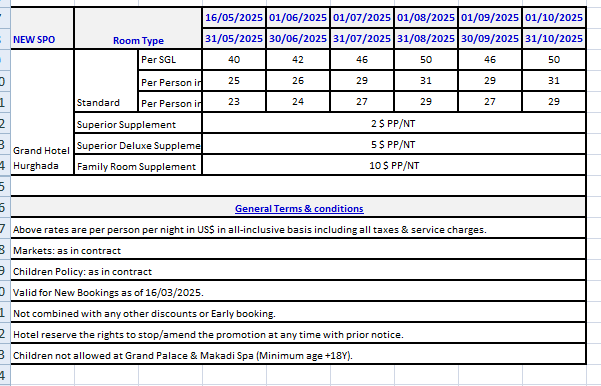 16/05/2025 01/06/2025 01/07/2025 01/08/2025 01/09/2025 01/10/2025
NEW SPO Room Type 31/05/2025 30/06/2025 31/07/2025 31/08/2025 30/09/2025 31/10/2025
Per SGL 40 42 46 50 46 50
Per Person in 25 26 29 31 29 31
Standard Per Person in 23 24 27 29 27 29
Superior Supplement 2 $ PP/NT
Superior Deluxe Suppleme 5 $ PP/NT
Grand Hotel
Hurghada Family Room Supplement 10 $ PP/NT
General Terms & conditions
Above rates are per person per night in US$ in all-inclusive basis including all taxes & service charges.
Markets: as in contract
Children Policy: as in contract
Valid for New Bookings as of 16/03/2025.
Not combined with any other discounts or Early booking.
Hotel reserve the rights to stop/amend the promotion at any time with prior notice.
Children not allowed at Grand Palace & Makadi Spa (Minimum age +18Y).